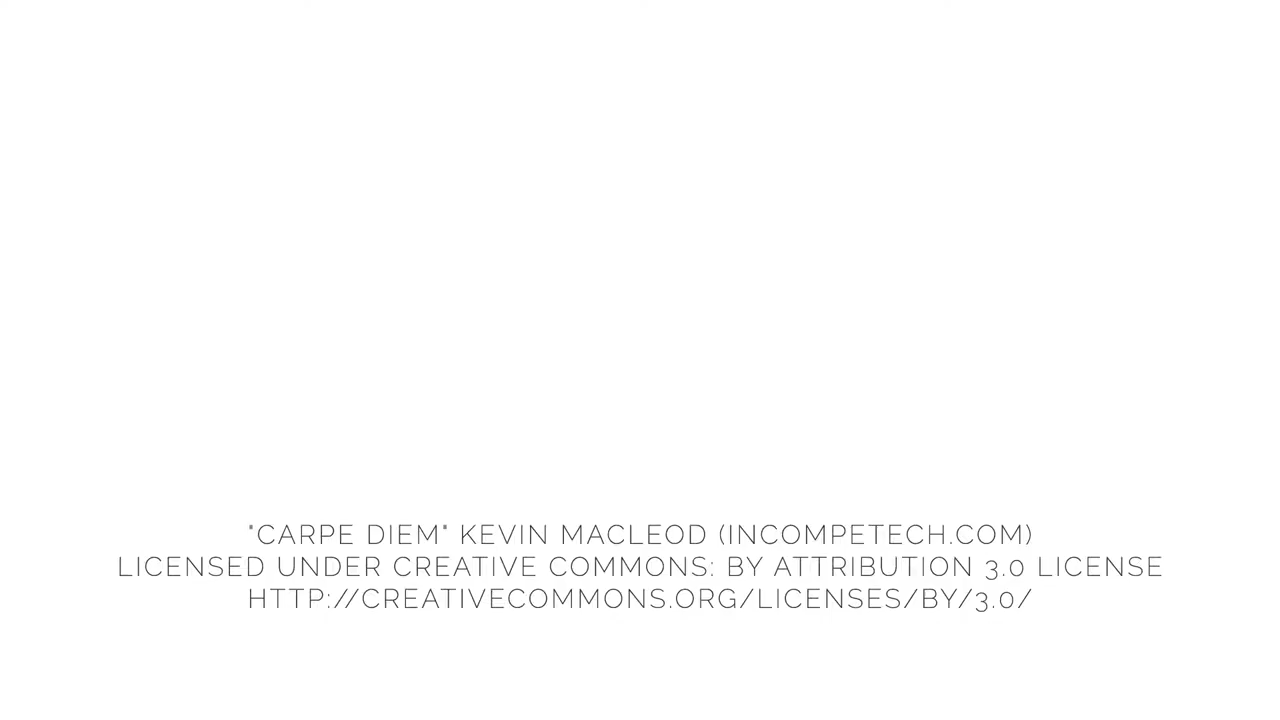 "CARPE DIEM" KEVIN MACLEOD (INCOMPETECH.COM)
LICENSED UNDER CREATIVE COMMONS: BY ATTRIBUTION 3.0 LICENSE
HTTP://CREATIVECOMMONS.ORG/LICENSES/BY/3.0/